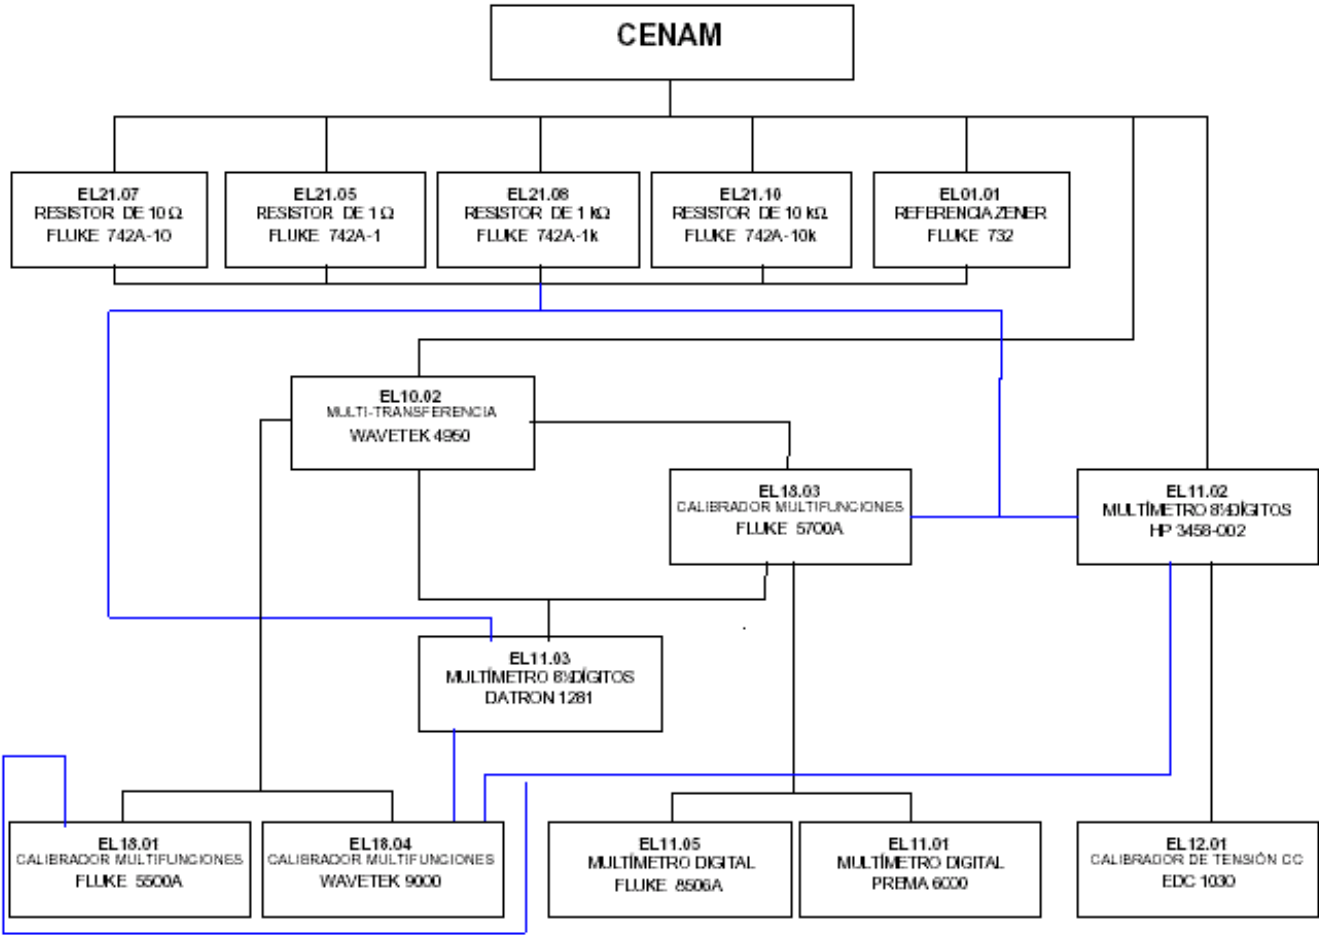 CENAM
EL21.07
RESISTOR DE 10 Ω
FLUKE 742A-10
EL21.05
RESISTOR DE 1 Ω
FLUKE 742A-1
EL21.08
RESISTOR DE 1 kΩ
FLUKE 742A-1k
EL21.10
RESISTOR DE 10 kΩ
FLUKE 742A-10k
EL01.01
REFERENCIA ZENER
FLUKE 732
EL10.02
MULTI-TRANSFERENCIA
WAVETEK 4950
EL18.03
CALIBRADOR MULTIFUNCIONES
FLUKE 5700A
EL11.02
MULTÍMETRO 8½DÍGITOS
HP 3458-002
EL11.03
MULTÍMETRO 8½DÍGITOS
DATRON 1281
EL18.01
CALIBRADOR MULTIFUNCIONES
FLUKE 5500A
EL18.04
CALIBRADOR MULTIFUNCIONES
WAVETEK 9000
EL11.05
MULTÍMETRO DIGITAL
FLUKE 8506A
EL11.01
MULTÍMETRO DIGITAL
PREMA 6000
EL12.01
CALIBRADOR DE TENSIÓN CC
EDC 1030